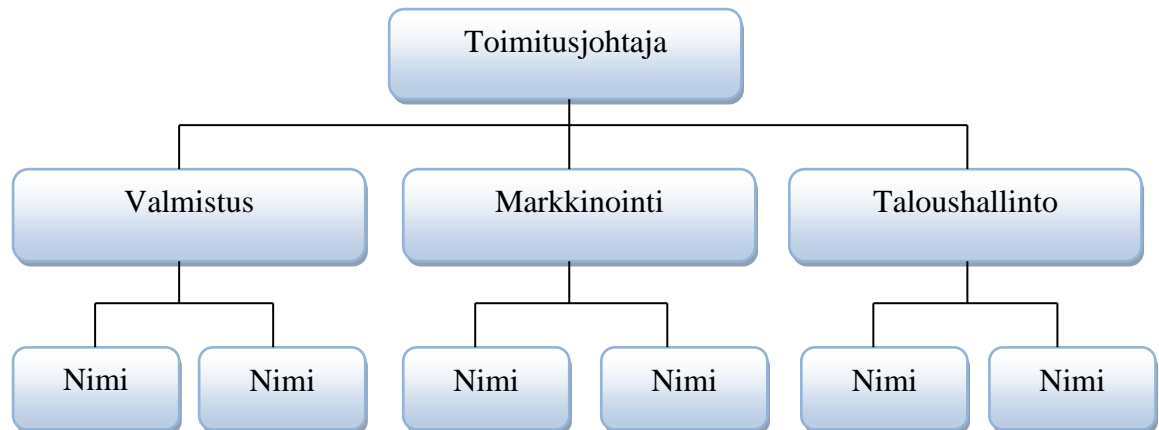 Toimitusjohtaja
Valmistus
Markkinointi
Taloushallinto
Nimi
Nimi
Nimi
Nimi
Nimi
Nimi